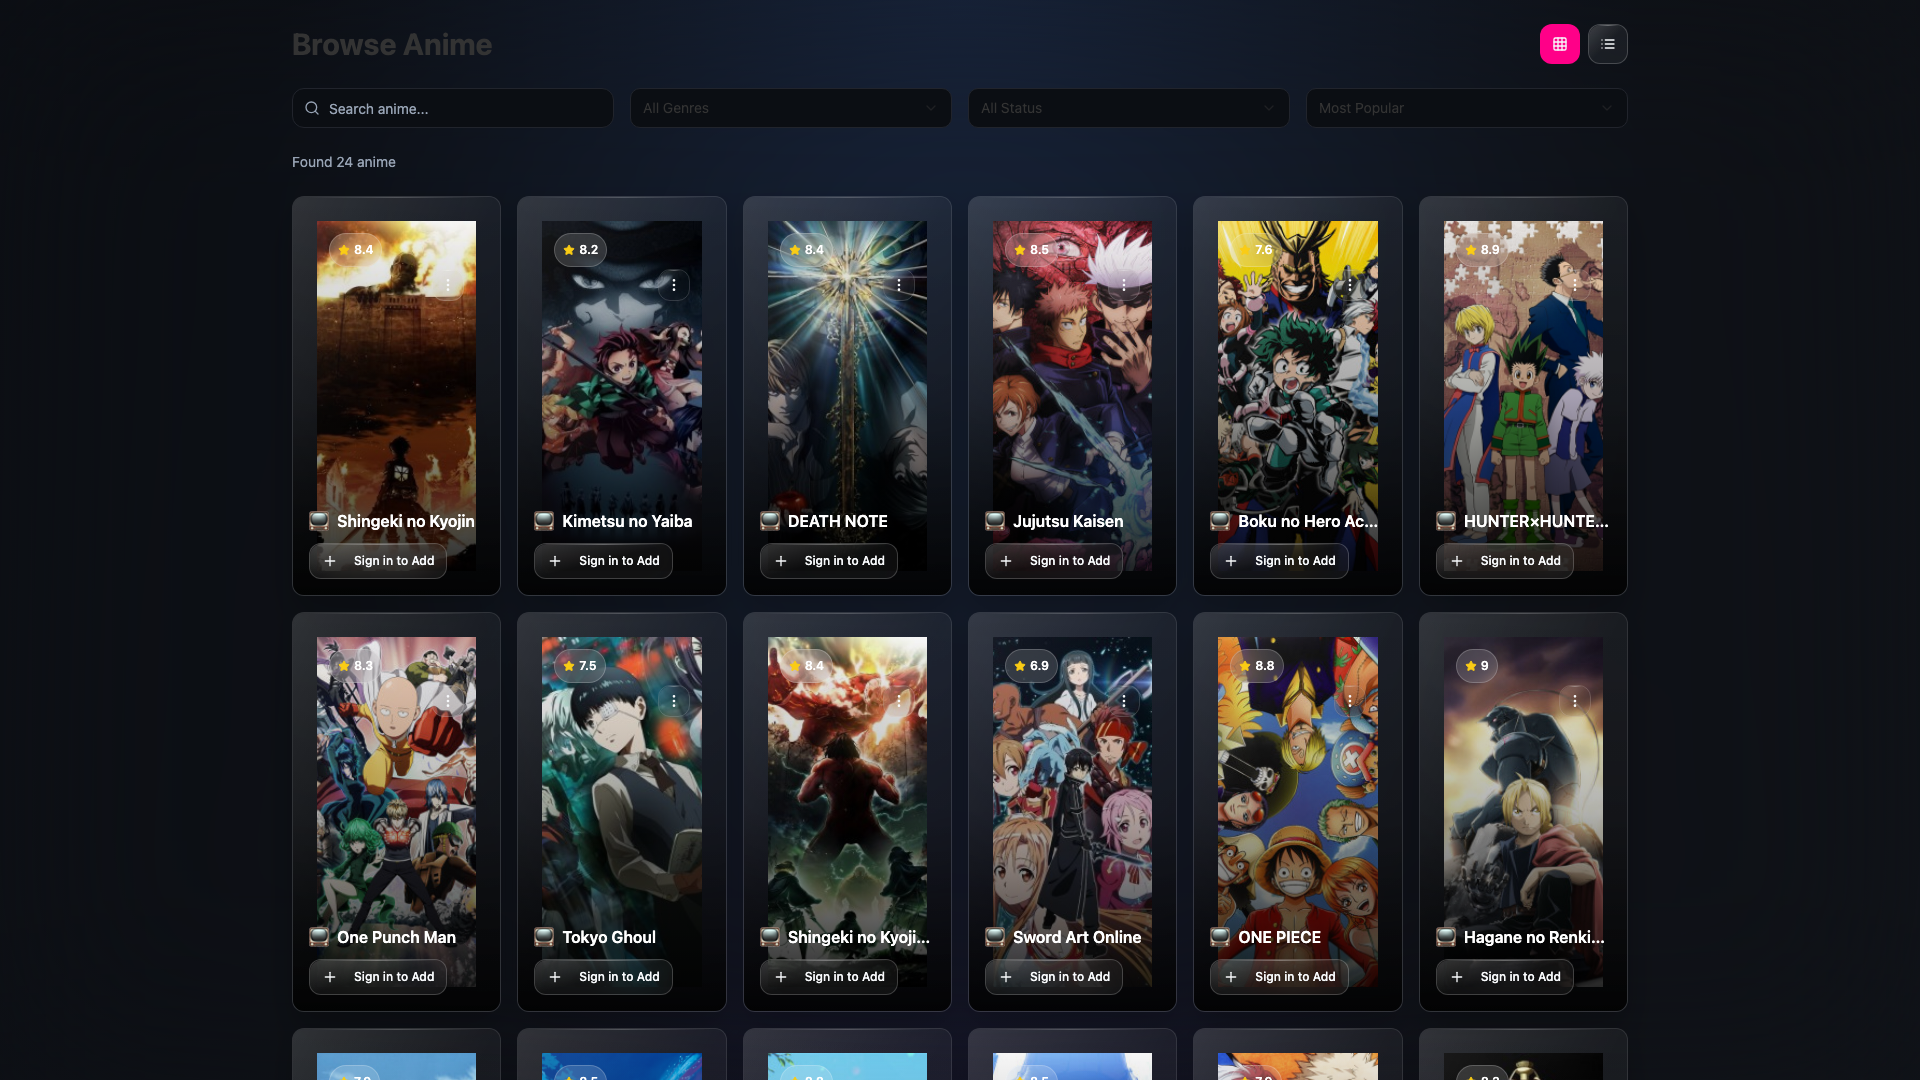 Browse Anime
Search anime...
All Genres
All Status
Most Popular
Found 24 anime
8.4
8.2
8.4
8.5
7.6
8.9
Shingeki no Kyojin
Kimetsu no Yaiba
DEATH NOTE
Jujutsu Kaisen
Boku no Hero Ac...
HUNTER×HUNTE...
Sign in to Add
Sign in to Add
Sign in to Add
Sign in to Add
Sign in to Add
Sign in to Add
8.3
7.5
8.4
6.9
8.8
9
One Punch Man
Tokyo Ghoul
Shingeki no Kyoji...
Sword Art Online
ONE PIECE
Hagane no Renki...
Sign in to Add
Sign in to Add
Sign in to Add
Sign in to Add
Sign in to Add
Sign in to Add